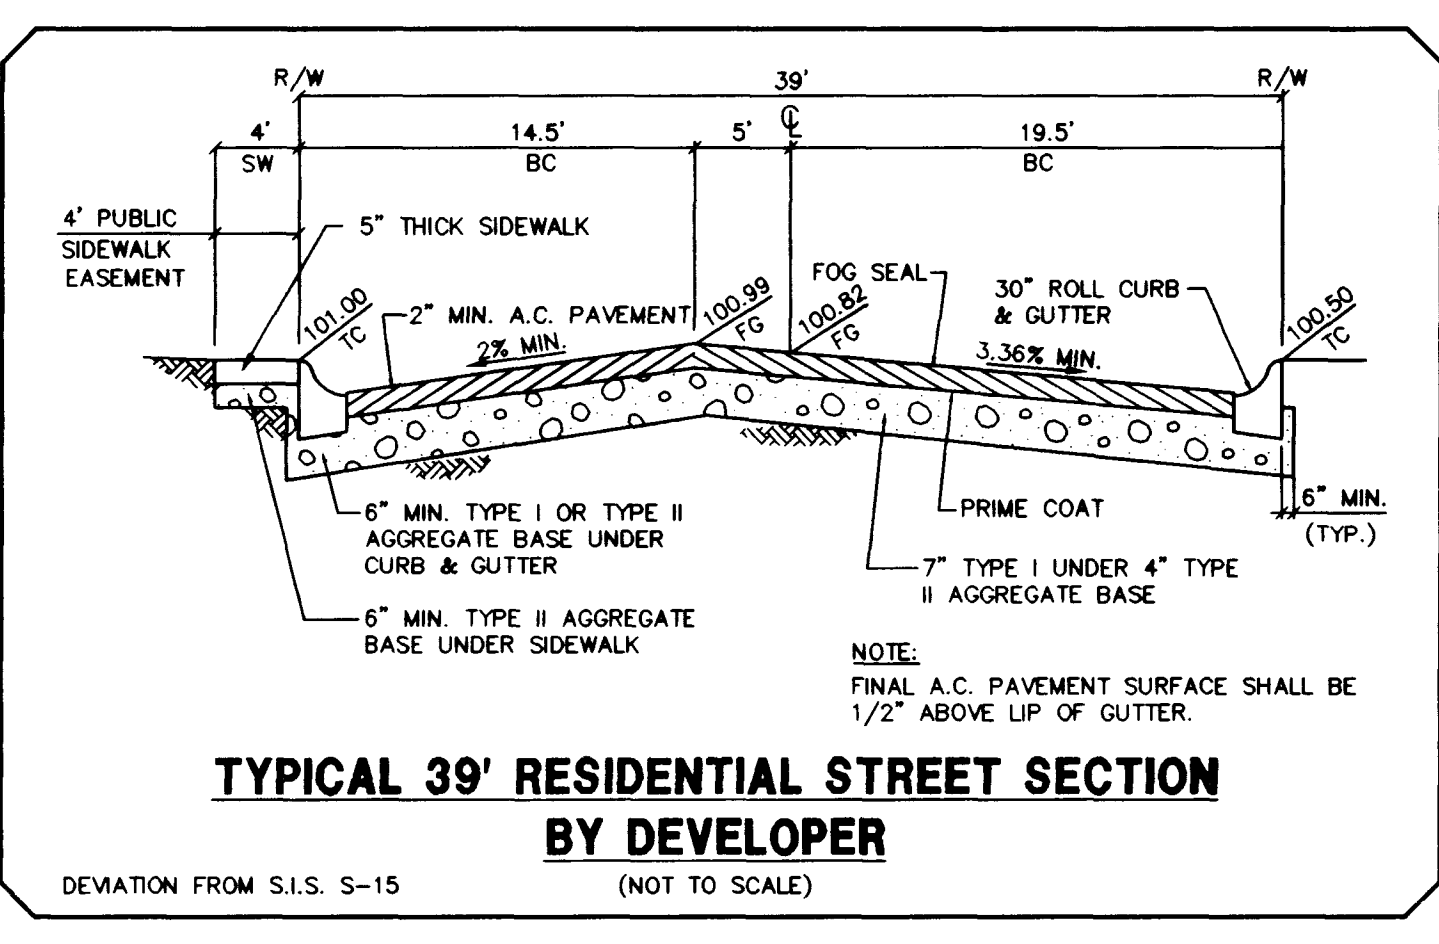 R/W
39'
R/W
4'
14.5'
5'
℄
19.5'
SW
BC
BC
4' PUBLIC
SIDEWALK
EASEMENT
5" THICK SIDEWALK
101.00
TC
2" MIN. A.C. PAVEMENT
2% MIN.
100.99
FG
100.82
FG
FOG SEAL
3.36% MIN.
30" ROLL CURB
& GUTTER
100.50
TC
6" MIN. TYPE I OR TYPE II
AGGREGATE BASE UNDER
CURB & GUTTER
6" MIN. TYPE II AGGREGATE
BASE UNDER SIDEWALK
PRIME COAT
7" TYPE I UNDER 4" TYPE
II AGGREGATE BASE
6" MIN.
(TYP.)
NOTE:
FINAL A.C. PAVEMENT SURFACE SHALL BE
1/2" ABOVE LIP OF GUTTER.
TYPICAL 39' RESIDENTIAL STREET SECTION
BY DEVELOPER
(NOT TO SCALE)
DEVIATION FROM S.I.S. S-15